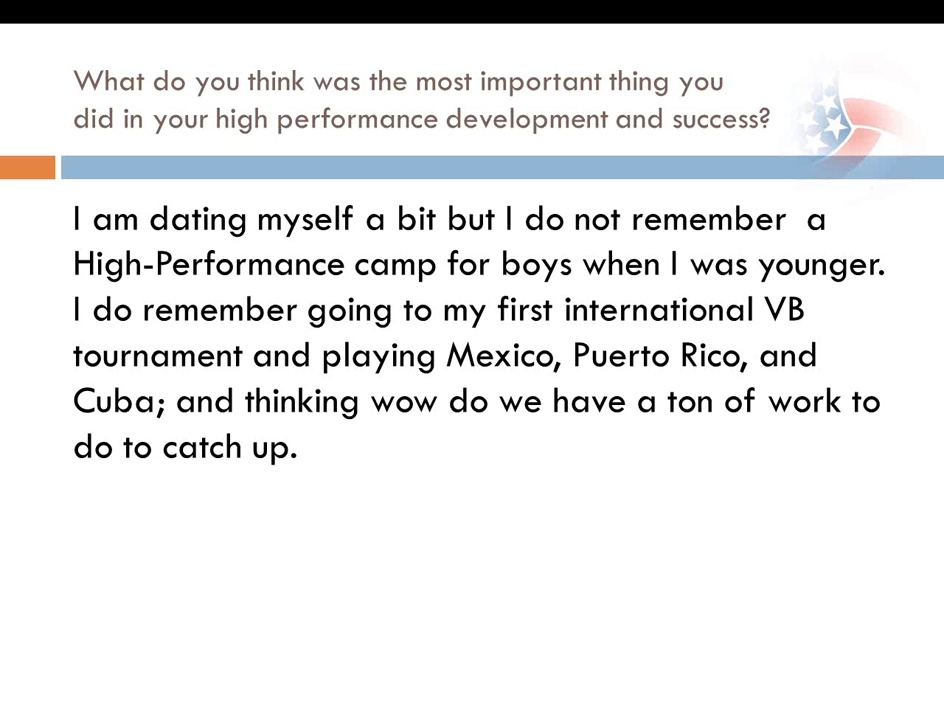 What do you think was the most important thing you
did in your high performance development and success?
I am dating myself a bit but I do not remember a
High-Performance camp for boys when I was younger.
I do remember going to my first international VB
tournament and playing Mexico, Puerto Rico, and
Cuba; and thinking wow do we have a ton of work to
do to catch up.